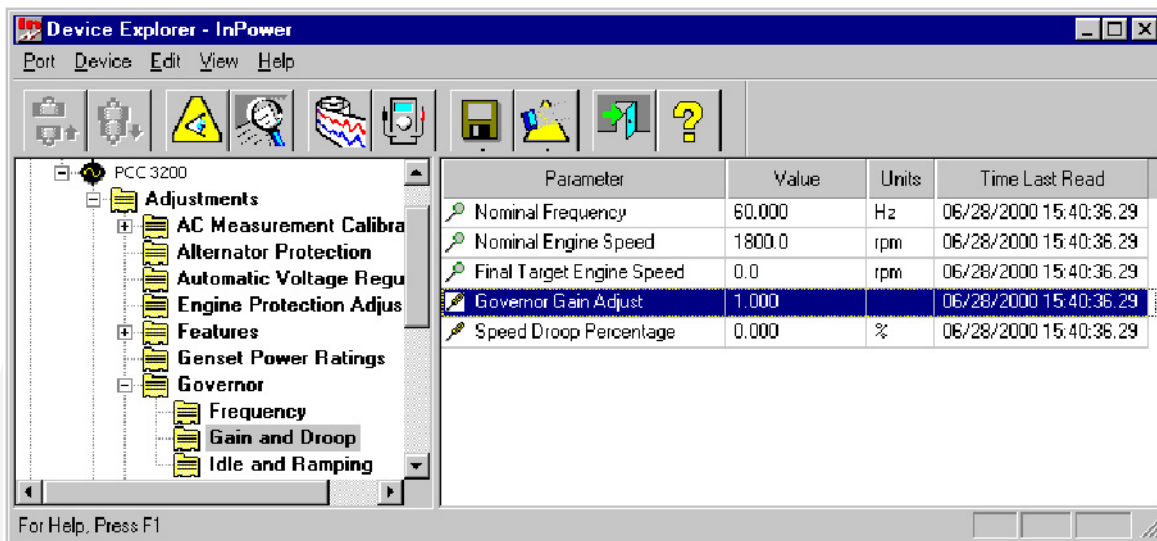 Device Explorer - InPower
Port Device Edit View Help
PCC 3200
Adjustments
AC Measurement Calibra
Alternator Protection
Automatic Voltage Regu
Engine Protection Adjus
Features
Genset Power Ratings
Governor
Frequency
Gain and Droop
Idle and Ramping
Parameter Value Units Time Last Read
Nominal Frequency 60.000 Hz 06/28/2000 15:40:36.29
Nominal Engine Speed 1800.0 rpm 06/28/2000 15:40:36.29
Final Target Engine Speed 0.0 rpm 06/28/2000 15:40:36.29
Governor Gain Adjust 1.000 06/28/2000 15:40:36.29
Speed Droop Percentage 0.000 % 06/28/2000 15:40:36.29
For Help, Press F1